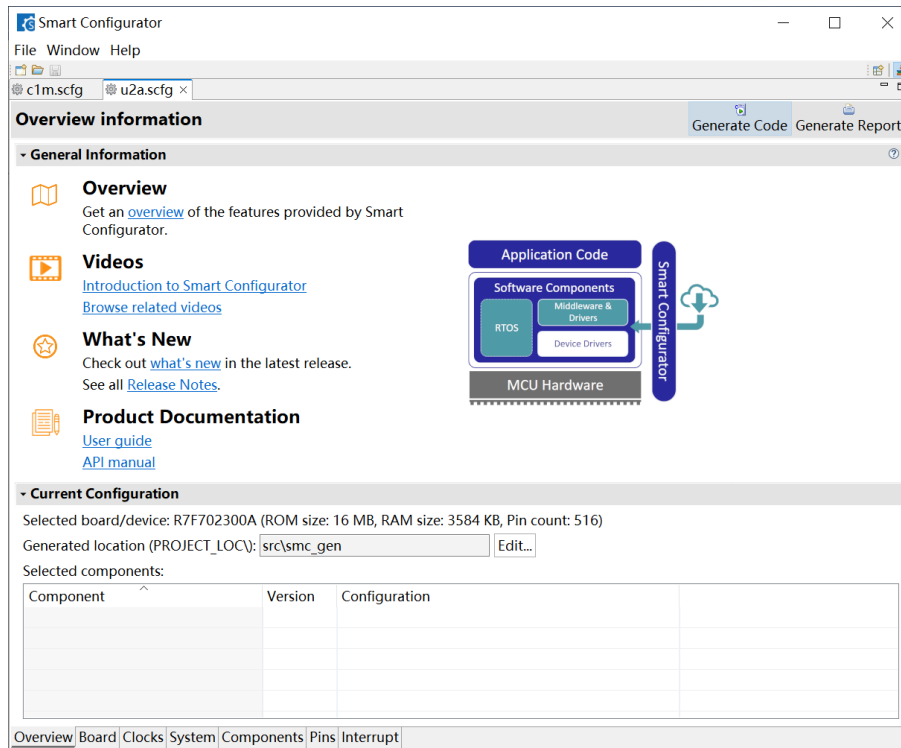 Smart Configurator
File Window Help
c1m.scfg
u2a.scfg
Overview information
Generate Code
Generate Report
General Information
Overview
Get an overview of the features provided by Smart
Configurator.
Videos
Introduction to Smart Configurator
Browse related videos
What's New
Check out what's new in the latest release.
See all Release Notes.
Product Documentation
User guide
API manual
Application Code
Software Components
RTOS
Middleware &
Drivers
Device Drivers
MCU Hardware
Smart Configurator
Current Configuration
Selected board/device: R7F702300A (ROM size: 16 MB, RAM size: 3584 KB, Pin count: 516)
Generated location (PROJECT_LOC\): src\smc_gen Edit...
Selected components:
Component Version Configuration
Overview Board Clocks System Components Pins Interrupt